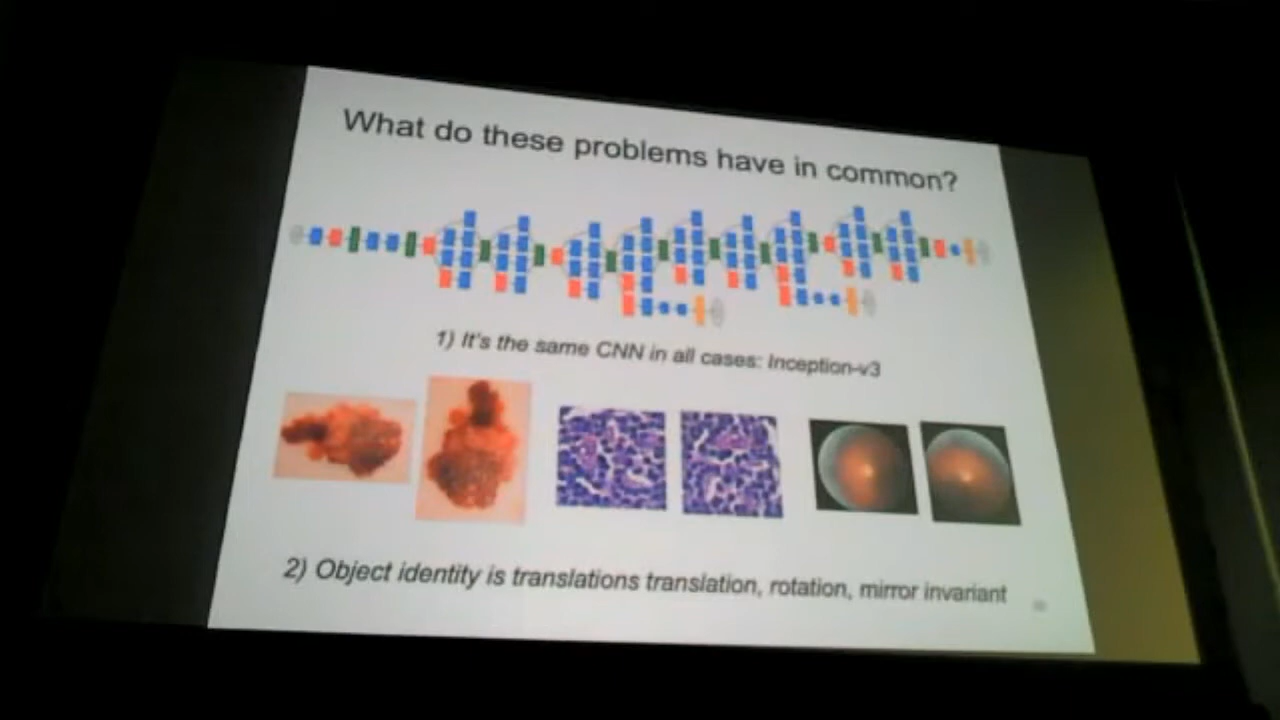 What do these problems have in common?
1) It's the same CNN in all cases: Inception-v3
2) Object identity is translations translation, rotation, mirror invariant